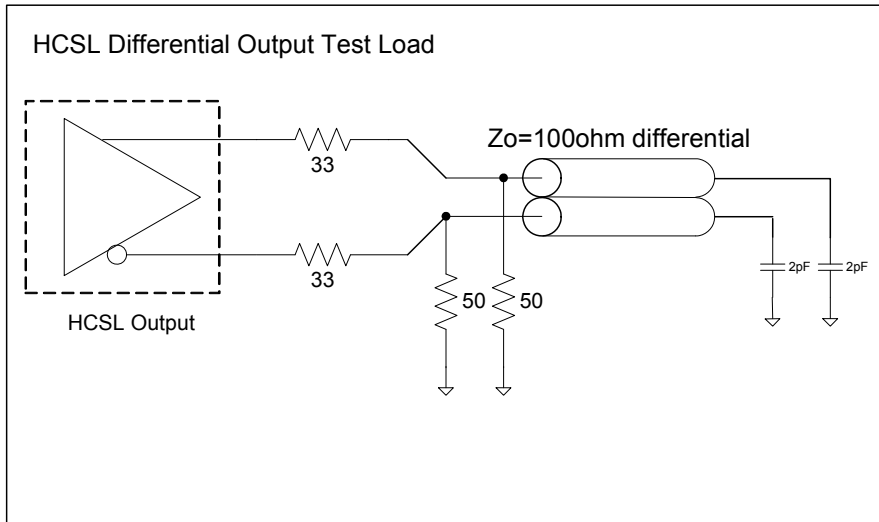 HCSL Differential Output Test Load
Zo=100ohm differential
33
33
50
50
2pF
2pF
HCSL Output